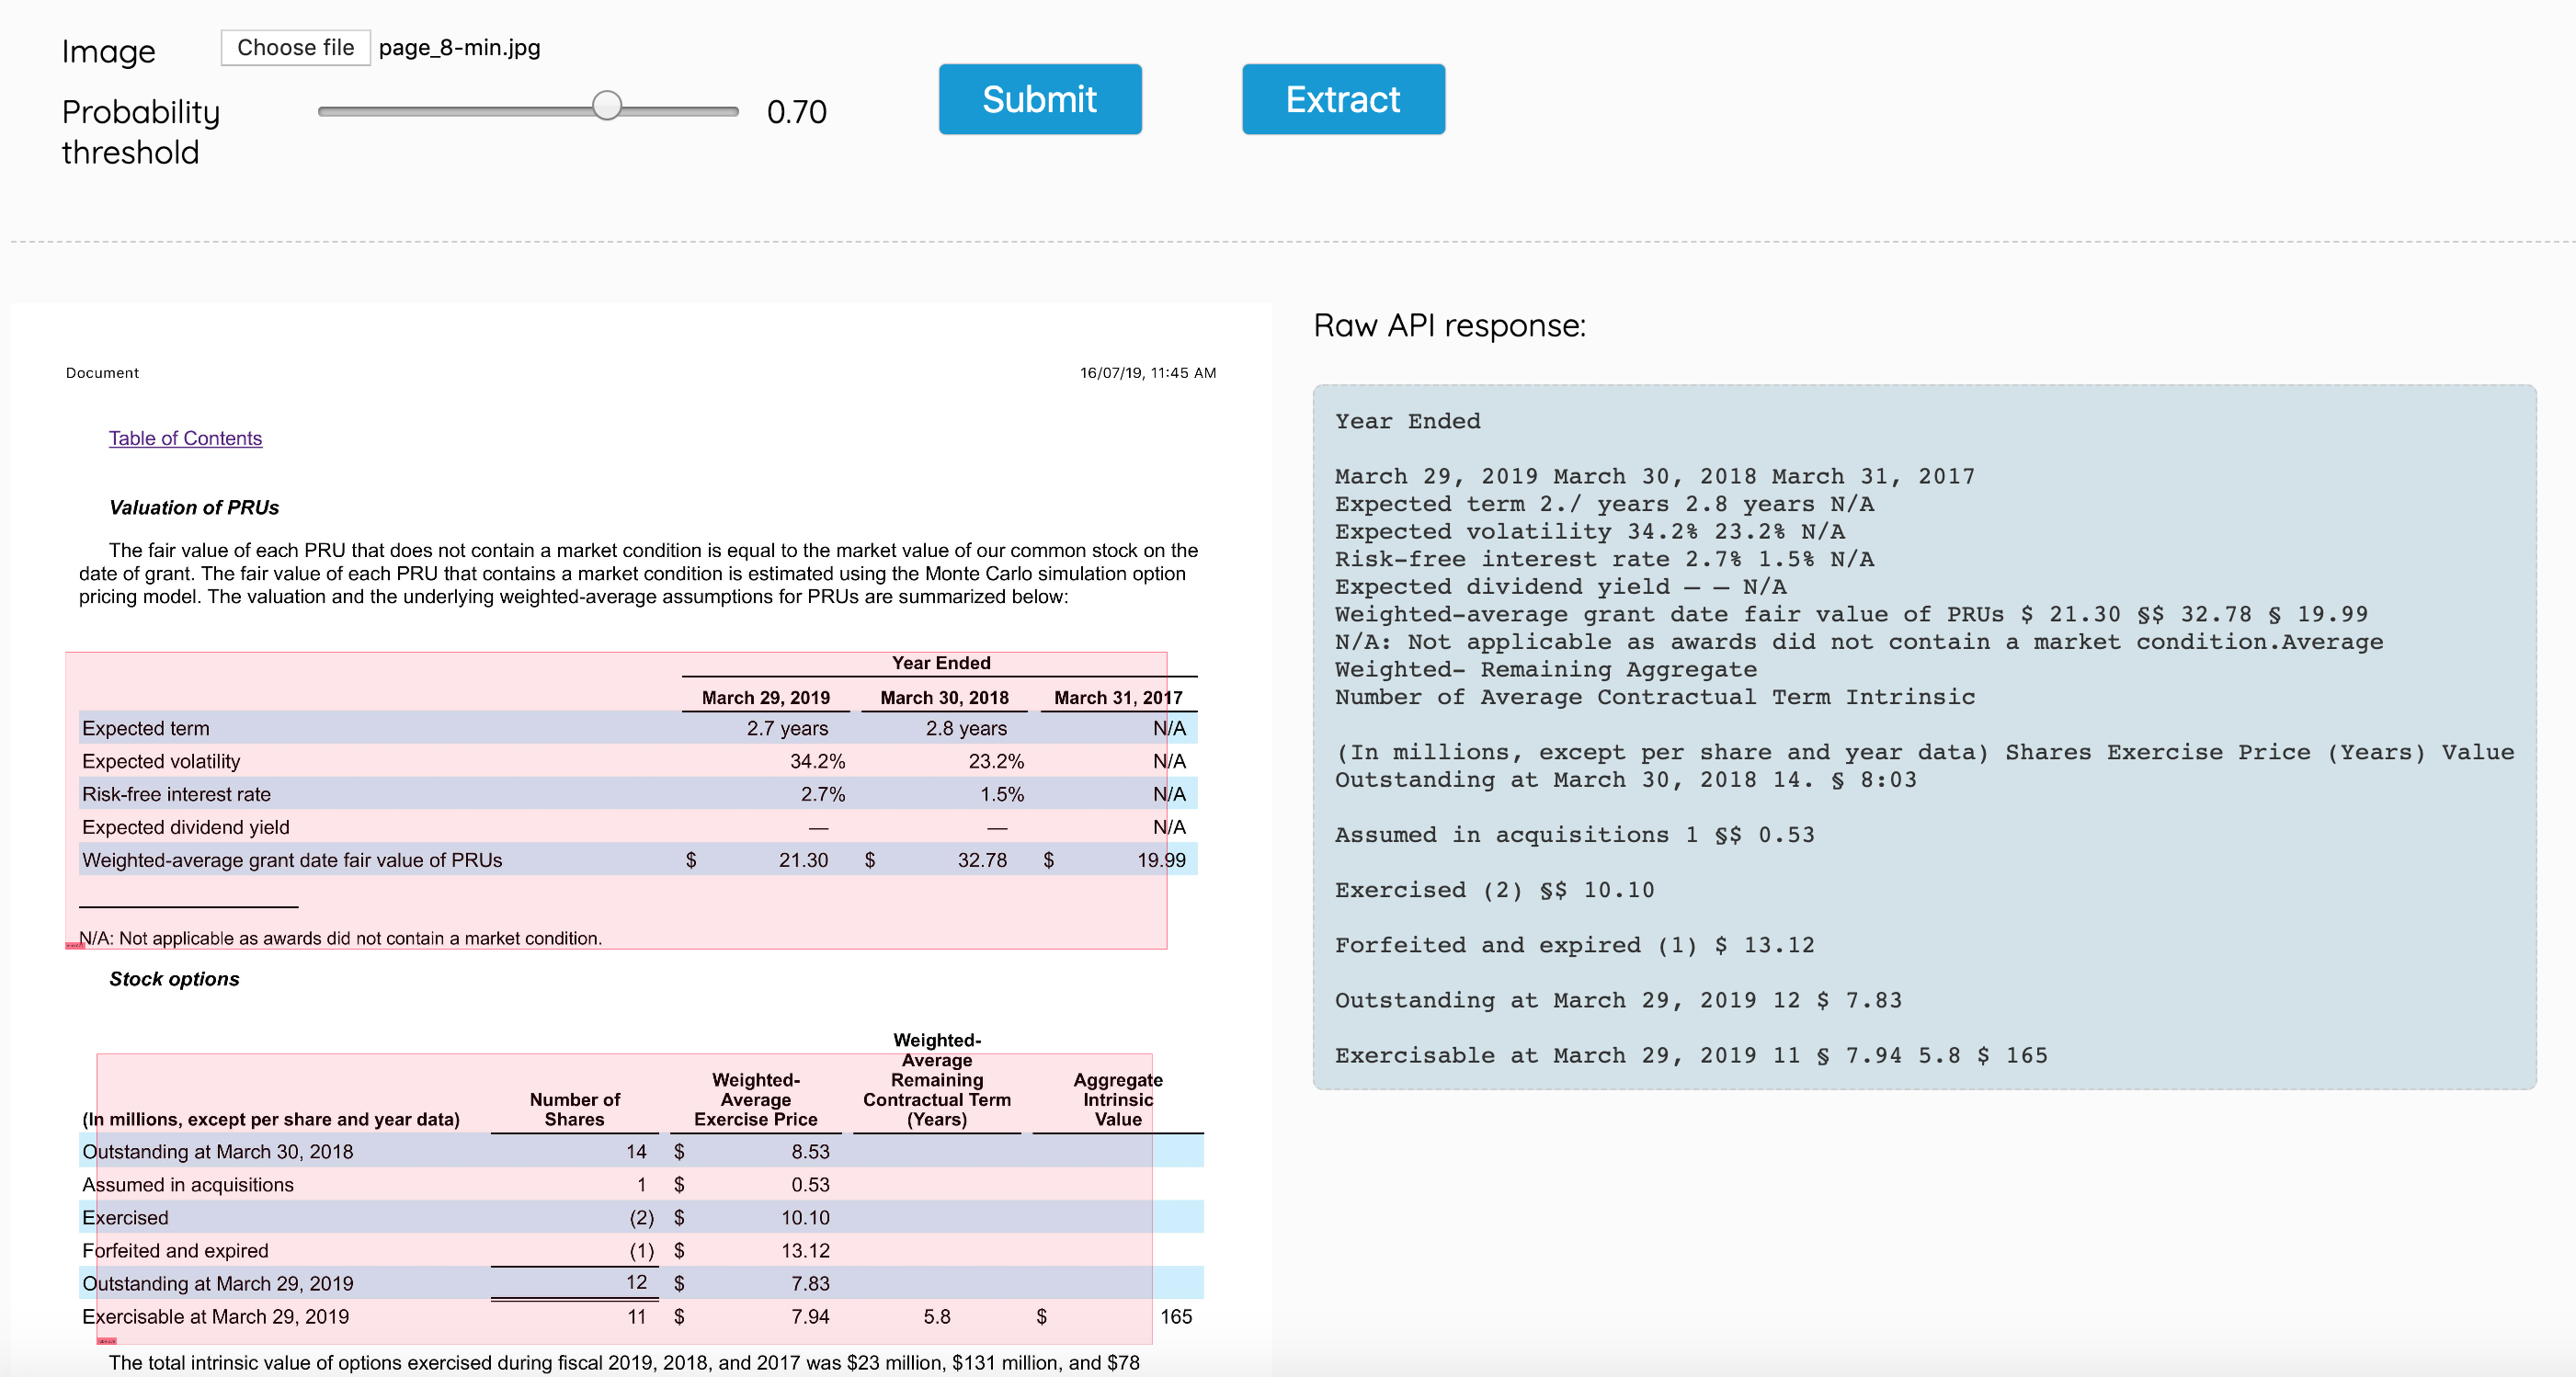 Image Choose file page_8-min.jpg
Probability threshold 0.70
Submit Extract
Document 16/07/19, 11:45 AM
Table of Contents
Valuation of PRUs
The fair value of each PRU that does not contain a market condition is equal to the market value of our common stock on the
date of grant. The fair value of each PRU that contains a market condition is estimated using the Monte Carlo simulation option
pricing model. The valuation and the underlying weighted-average assumptions for PRUs are summarized below:
Year Ended
March 29, 2019 March 30, 2018 March 31, 2017
Expected term 2.7 years 2.8 years N/A
Expected volatility 34.2% 23.2% N/A
Risk-free interest rate 2.7% 1.5% N/A
Expected dividend yield — — N/A
Weighted-average grant date fair value of PRUs $ 21.30 $ 32.78 $ 19.99
N/A: Not applicable as awards did not contain a market condition.
Stock options
(In millions, except per share and year data) Number of Shares Weighted-Average Exercise Price Weighted-Average Remaining Contractual Term (Years) Aggregate Intrinsic Value
Outstanding at March 30, 2018 14 $ 8.53
Assumed in acquisitions 1 $ 0.53
Exercised (2) $ 10.10
Forfeited and expired (1) $ 13.12
Outstanding at March 29, 2019 12 $ 7.83
Exercisable at March 29, 2019 11 $ 7.94 5.8 $ 165
The total intrinsic value of options exercised during fiscal 2019, 2018, and 2017 was $23 million, $131 million, and $78
Raw API response:
Year Ended
March 29, 2019 March 30, 2018 March 31, 2017
Expected term 2./ years 2.8 years N/A
Expected volatility 34.2% 23.2% N/A
Risk-free interest rate 2.7% 1.5% N/A
Expected dividend yield — — N/A
Weighted-average grant date fair value of PRUs $ 21.30 §$ 32.78 § 19.99
N/A: Not applicable as awards did not contain a market condition.Average
Weighted- Remaining Aggregate
Number of Average Contractual Term Intrinsic
(In millions, except per share and year data) Shares Exercise Price (Years) Value
Outstanding at March 30, 2018 14. § 8:03
Assumed in acquisitions 1 §$ 0.53
Exercised (2) §$ 10.10
Forfeited and expired (1) $ 13.12
Outstanding at March 29, 2019 12 $ 7.83
Exercisable at March 29, 2019 11 § 7.94 5.8 $ 165